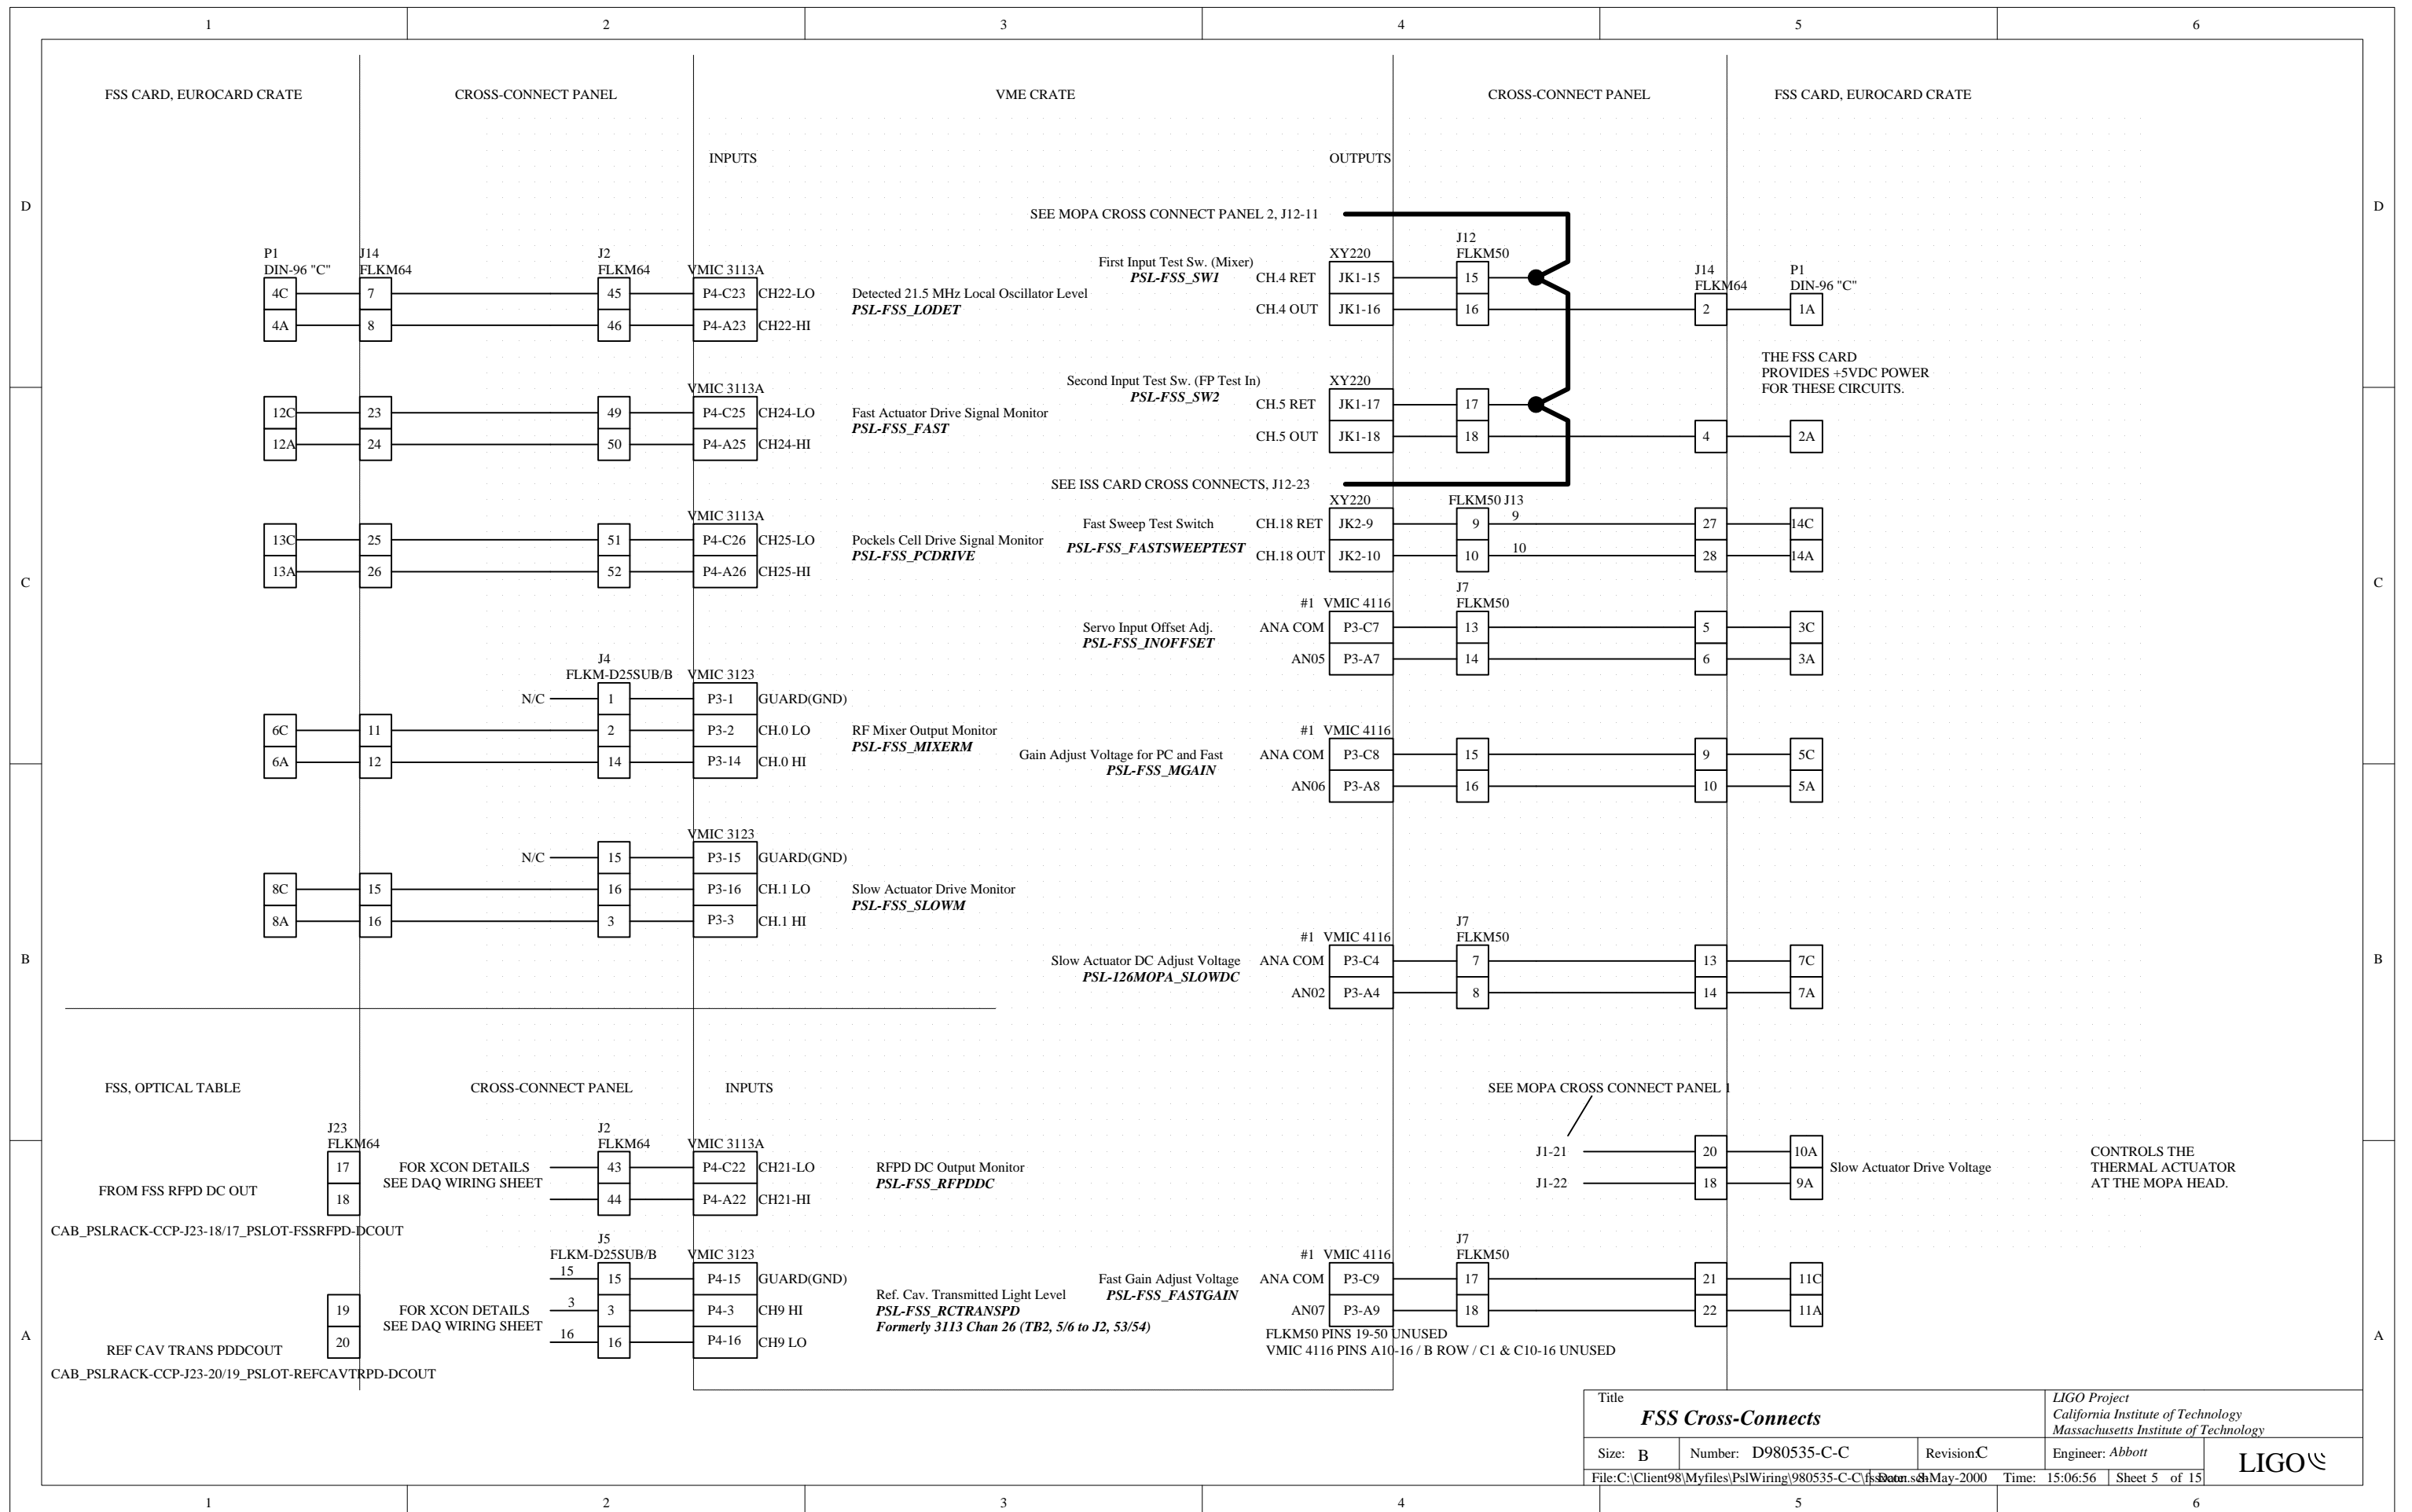 1 2 3 4 5 6
FSS CARD, EUROCARD CRATE
CROSS-CONNECT PANEL
VME CRATE
CROSS-CONNECT PANEL
FSS CARD, EUROCARD CRATE
INPUTS
OUTPUTS
D
D
SEE MOPA CROSS CONNECT PANEL 2, J12-11
P1
DIN-96 "C"
J14
FLKM64
J2
FLKM64
VMIC 3113A
4C 7 45 P4-C23 CH22-LO
4A 8 46 P4-A23 CH22-HI
Detected 21.5 MHz Local Oscillator Level
PSL-FSS_LODET
First Input Test Sw. (Mixer)
PSL-FSS_SW1
XY220
J12
FLKM50
CH.4 RET JK1-15 15
CH.4 OUT JK1-16 16
J14
FLKM64
P1
DIN-96 "C"
2 1A
THE FSS CARD
PROVIDES +5VDC POWER
FOR THESE CIRCUITS.
VMIC 3113A
12C 23 49 P4-C25 CH24-LO
12A 24 50 P4-A25 CH24-HI
Fast Actuator Drive Signal Monitor
PSL-FSS_FAST
Second Input Test Sw. (FP Test In)
PSL-FSS_SW2
XY220
CH.5 RET JK1-17 17
CH.5 OUT JK1-18 18 4 2A
SEE ISS CARD CROSS CONNECTS, J12-23
VMIC 3113A
13C 25 51 P4-C26 CH25-LO
13A 26 52 P4-A26 CH25-HI
Pockels Cell Drive Signal Monitor
PSL-FSS_PCDRIVE
Fast Sweep Test Switch
PSL-FSS_FASTSWEEPTEST
XY220
FLKM50 J13
CH.18 RET JK2-9 9 9 27 14C
CH.18 OUT JK2-10 10 10 28 14A
C
C
#1 VMIC 4116
J7
FLKM50
Servo Input Offset Adj.
PSL-FSS_INOFFSET
ANA COM P3-C7 13 5 3C
AN05 P3-A7 14 6 3A
J4
FLKM-D25SUB/B
VMIC 3123
N/C 1 P3-1 GUARD(GND)
6C 11 2 P3-2 CH.0 LO
6A 12 14 P3-14 CH.0 HI
RF Mixer Output Monitor
PSL-FSS_MIXERM
#1 VMIC 4116
Gain Adjust Voltage for PC and Fast
PSL-FSS_MGAIN
ANA COM P3-C8 15 9 5C
AN06 P3-A8 16 10 5A
VMIC 3123
N/C 15 P3-15 GUARD(GND)
8C 15 16 P3-16 CH.1 LO
8A 16 3 P3-3 CH.1 HI
Slow Actuator Drive Monitor
PSL-FSS_SLOWM
B
B
#1 VMIC 4116
J7
FLKM50
Slow Actuator DC Adjust Voltage
PSL-126MOPA_SLOWDC
ANA COM P3-C4 7 13 7C
AN02 P3-A4 8 14 7A
FSS, OPTICAL TABLE
CROSS-CONNECT PANEL
INPUTS
SEE MOPA CROSS CONNECT PANEL 1
J23
FLKM64
J2
FLKM64
VMIC 3113A
17 43 P4-C22 CH21-LO
18 44 P4-A22 CH21-HI
FOR XCON DETAILS
SEE DAQ WIRING SHEET
FROM FSS RFPD DC OUT
RFPD DC Output Monitor
PSL-FSS_RFPDDC
J1-21 20 10A
J1-22 18 9A
Slow Actuator Drive Voltage
CONTROLS THE
THERMAL ACTUATOR
AT THE MOPA HEAD.
CAB_PSLRACK-CCP-J23-18/17_PSLOT-FSSRFPD-DCOUT
J5
FLKM-D25SUB/B
VMIC 3123
15 15 P4-15 GUARD(GND)
19 3 3 P4-3 CH9 HI
20 16 16 P4-16 CH9 LO
FOR XCON DETAILS
SEE DAQ WIRING SHEET
REF CAV TRANS PDDCOUT
CAB_PSLRACK-CCP-J23-20/19_PSLOT-REFCAVTRPD-DCOUT
Ref. Cav. Transmitted Light Level
PSL-FSS_RCTRANSPD
Formerly 3113 Chan 26 (TB2, 5/6 to J2, 53/54)
#1 VMIC 4116
J7
FLKM50
Fast Gain Adjust Voltage
PSL-FSS_FASTGAIN
ANA COM P3-C9 17 21 11C
AN07 P3-A9 18 22 11A
FLKM50 PINS 19-50 UNUSED
VMIC 4116 PINS A10-16 / B ROW / C1 & C10-16 UNUSED
A
A
Title
FSS Cross-Connects
LIGO Project
California Institute of Technology
Massachusetts Institute of Technology
Size: B Number: D980535-C-C Revision:C Engineer: Abbott
LIGO
File:C:\Client98\Myfiles\PslWiring\980535-C-C\ May-2000 Time: 15:06:56 Sheet 5 of 15
1 2 3 4 5 6